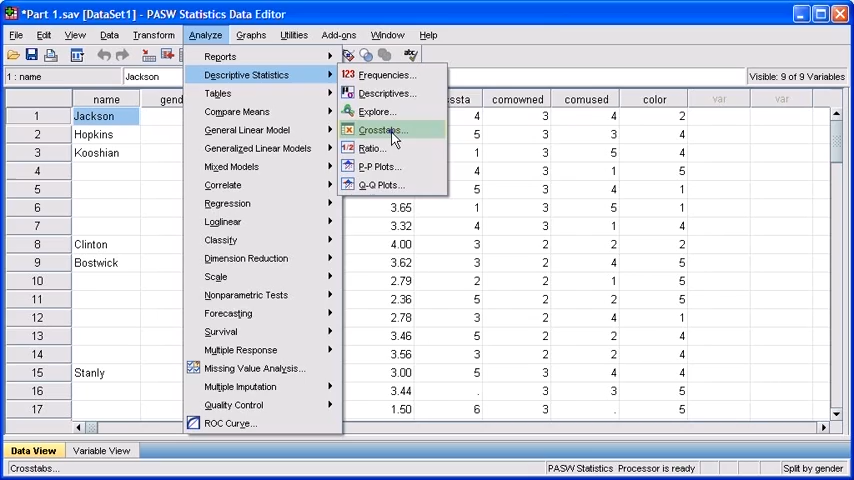 *Part 1.sav [DataSet1] - PASW Statistics Data Editor
File Edit View Data Transform Analyze Graphs Utilities Add-ons Window Help
1 : name Jackson Visible: 9 of 9 Variables
Reports
Descriptive Statistics
Tables
Compare Means
General Linear Model
Generalized Linear Models
Mixed Models
Correlate
Regression
Loglinear
Classify
Dimension Reduction
Scale
Nonparametric Tests
Forecasting
Survival
Multiple Response
Missing Value Analysis...
Multiple Imputation
Quality Control
ROC Curve...
Frequencies...
Descriptives...
Explore...
Crosstabs...
Ratio...
P-P Plots...
Q-Q Plots...
name gend ssta comowned comused color var var
1 Jackson 4 3 4 2
2 Hopkins 5 3 3 4
3 Kooshian 1 3 5 4
4 4 3 1 5
5 5 3 4 1
6 3.65 1 3 5 1
7 3.32 4 3 1 4
8 Clinton 4.00 3 2 2 2
9 Bostwick 3.62 3 2 4 5
10 2.79 2 2 1 5
11 2.36 5 2 2 5
12 2.78 3 2 4 1
13 3.46 5 2 2 4
14 3.56 3 2 2 4
15 Stanly 3.00 5 3 4 4
16 3.44 . 3 3 5
17 1.50 6 3 . 5
Data View Variable View
Crosstabs... PASW Statistics Processor is ready Split by gender